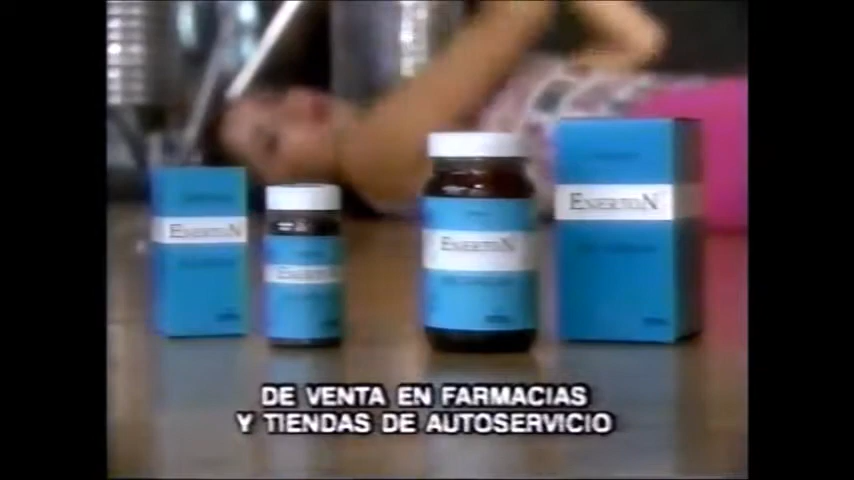 EnertoN
EnertoN
EnertoN
EnertoN
DE VENTA EN FARMACIAS
Y TIENDAS DE AUTOSERVICIO